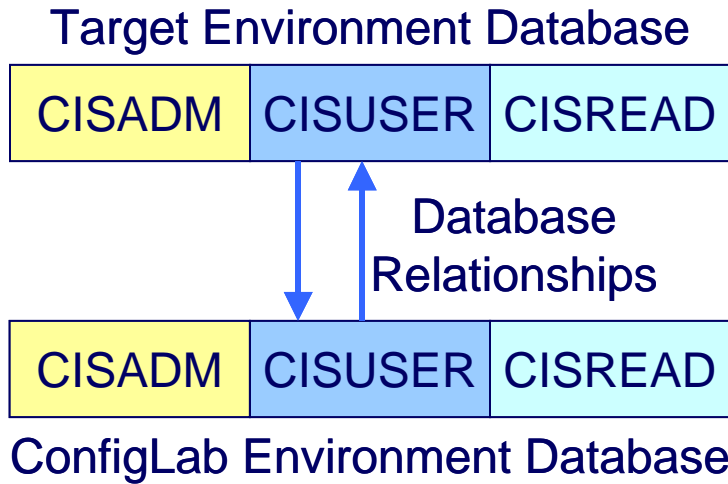 Target Environment Database
CISADM CISUSER CISREAD
Database
Relationships
CISADM CISUSER CISREAD
ConfigLab Environment Database